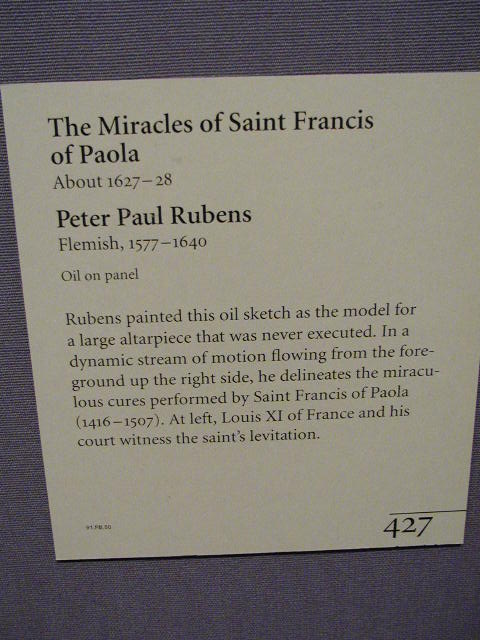 The Miracles of Saint Francis
of Paola
About 1627–28
Peter Paul Rubens
Flemish, 1577–1640
Oil on panel
Rubens painted this oil sketch as the model for
a large altarpiece that was never executed. In a
dynamic stream of motion flowing from the fore-
ground up the right side, he delineates the miracu-
lous cures performed by Saint Francis of Paola
(1416–1507). At left, Louis XI of France and his
court witness the saint's levitation.
91.PB.50
427